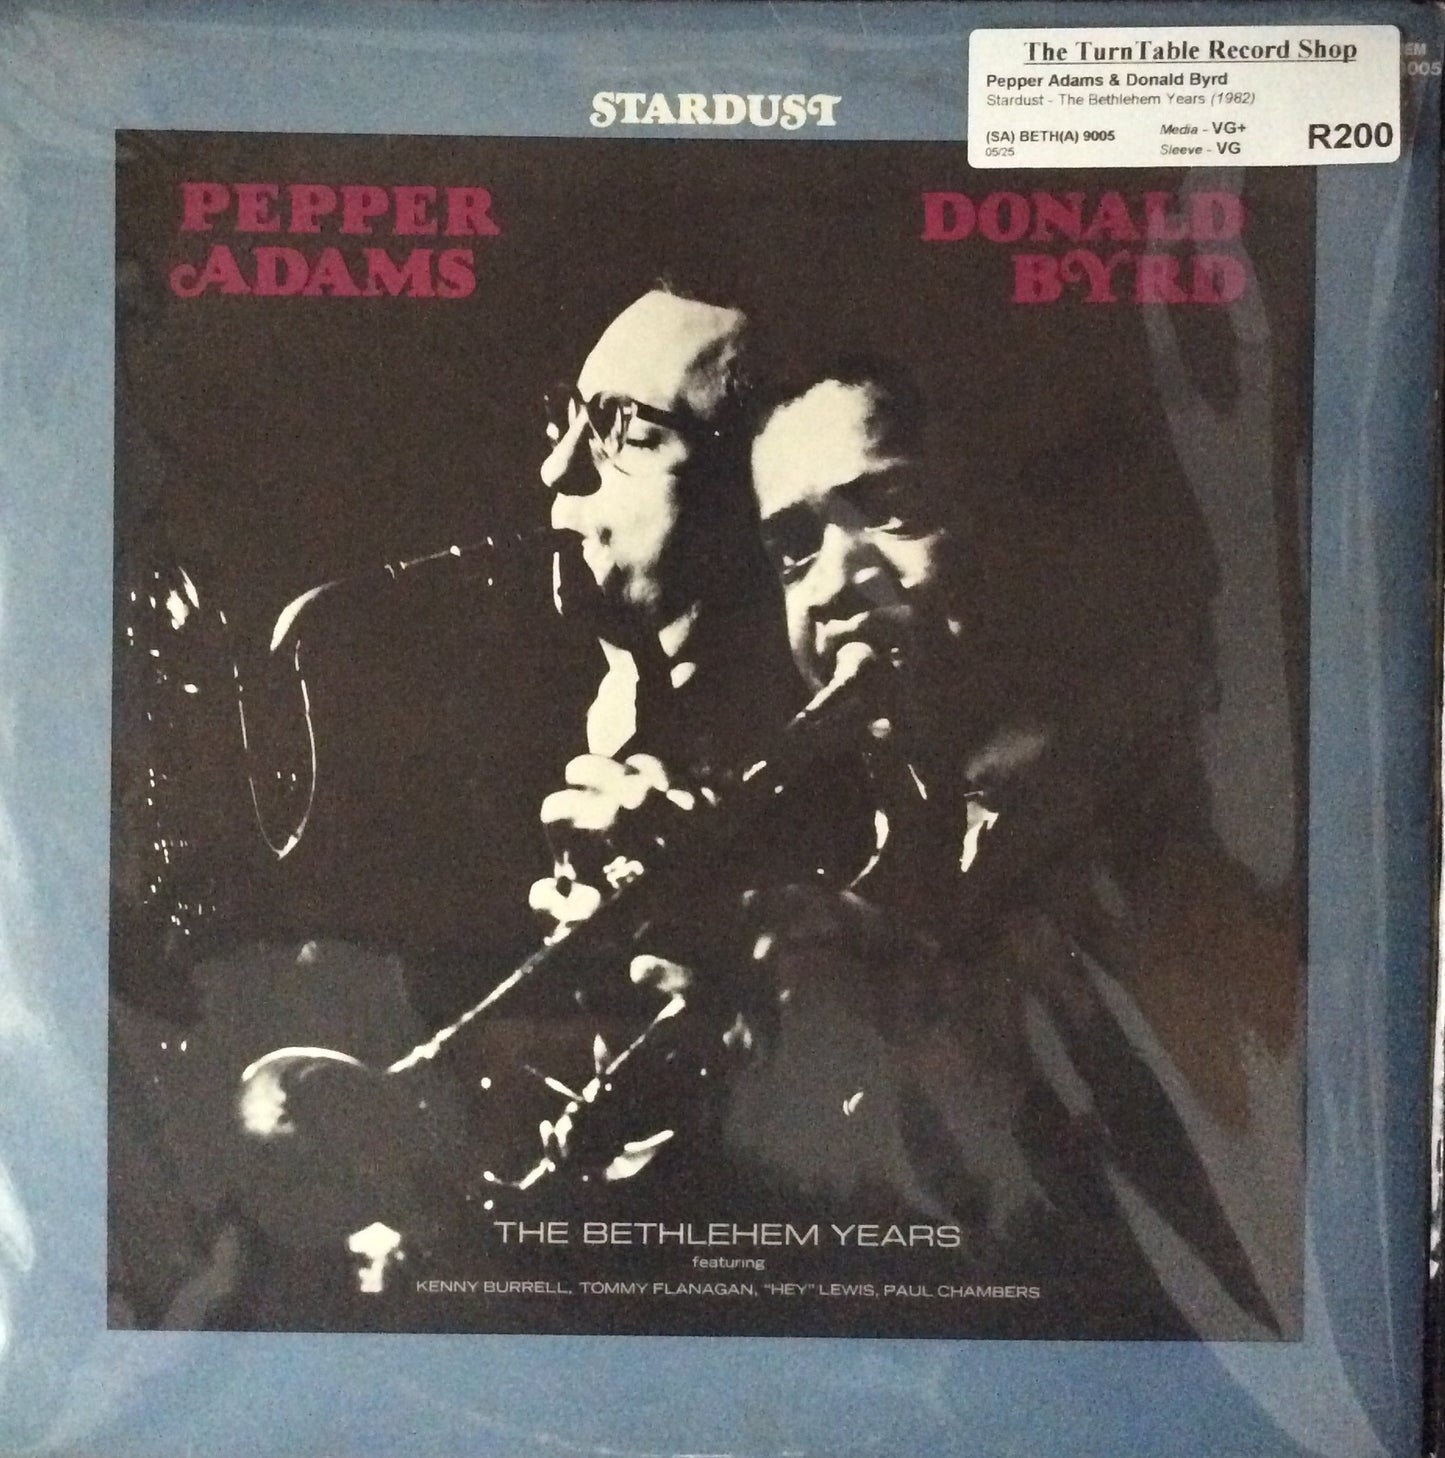 The TurnTable Record Shop
Pepper Adams & Donald Byrd
Stardust - The Bethlehem Years (1982)
(SA) BETH(A) 9005
05/25
Media - VG+
Sleeve - VG
R200
STARDUST
PEPPER
ADAMS
DONALD
BYRD
THE BETHLEHEM YEARS
featuring
KENNY BURRELL, TOMMY FLANAGAN, "HEY" LEWIS, PAUL CHAMBERS